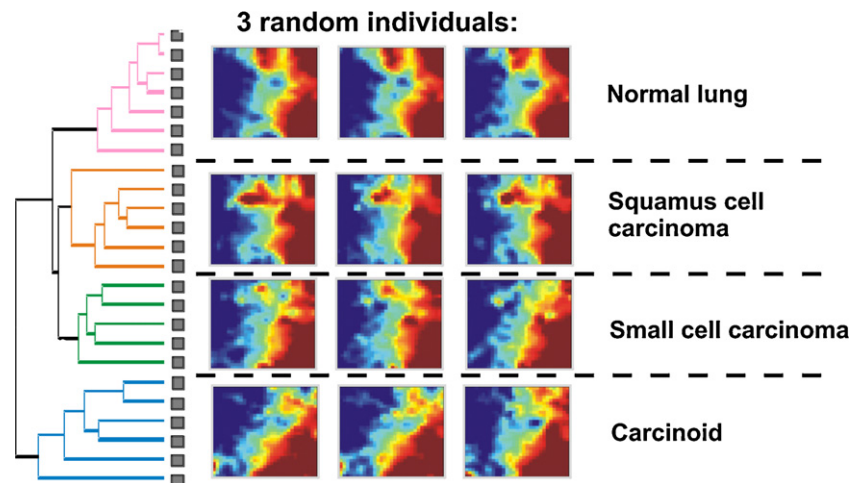 3 random individuals:
Normal lung
Squamus cell
carcinoma
Small cell carcinoma
Carcinoid